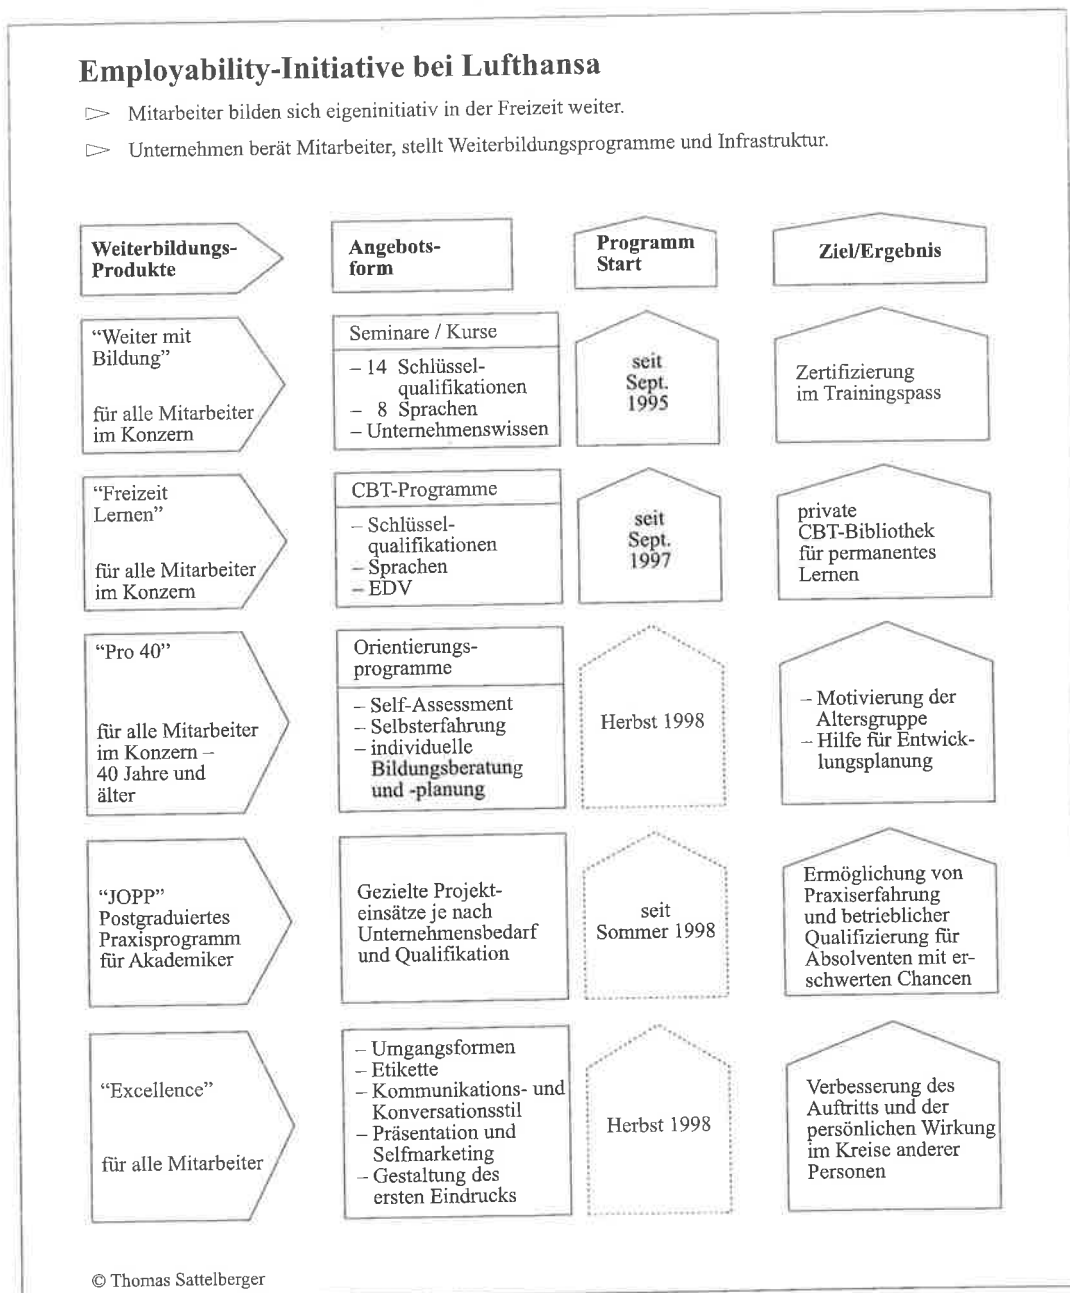 Employability-Initiative bei Lufthansa
Mitarbeiter bilden sich eigeninitiativ in der Freizeit weiter.
Unternehmen berät Mitarbeiter, stellt Weiterbildungsprogramme und Infrastruktur.
Weiterbildungs-
Produkte
Angebots-
form
Programm
Start
Ziel/Ergebnis
“Weiter mit
Bildung”
für alle Mitarbeiter
im Konzern
Seminare / Kurse
– 14 Schlüssel-
qualifikationen
– 8 Sprachen
– Unternehmenswissen
seit
Sept.
1995
Zertifizierung
im Trainingspass
“Freizeit
Lernen”
für alle Mitarbeiter
im Konzern
CBT-Programme
– Schlüssel-
qualifikationen
– Sprachen
– EDV
seit
Sept.
1997
private
CBT-Bibliothek
für permanentes
Lernen
“Pro 40”
für alle Mitarbeiter
im Konzern –
40 Jahre und
älter
Orientierungs-
programme
– Self-Assessment
– Selbsterfahrung
– individuelle
Bildungsberatung
und -planung
Herbst 1998
– Motivierung der
Altersgruppe
– Hilfe für Entwick-
lungsplanung
“JOPP”
Postgraduiertes
Praxisprogramm
für Akademiker
Gezielte Projekt-
einsätze je nach
Unternehmensbedarf
und Qualifikation
seit
Sommer 1998
Ermöglichung von
Praxiserfahrung
und betrieblicher
Qualifizierung für
Absolventen mit er-
schwerten Chancen
“Excellence”
für alle Mitarbeiter
– Umgangsformen
– Etikette
– Kommunikations- und
Konversationsstil
– Präsentation und
Selfmarketing
– Gestaltung des
ersten Eindrucks
Herbst 1998
Verbesserung des
Auftritts und der
persönlichen Wirkung
im Kreise anderer
Personen
© Thomas Sattelberger